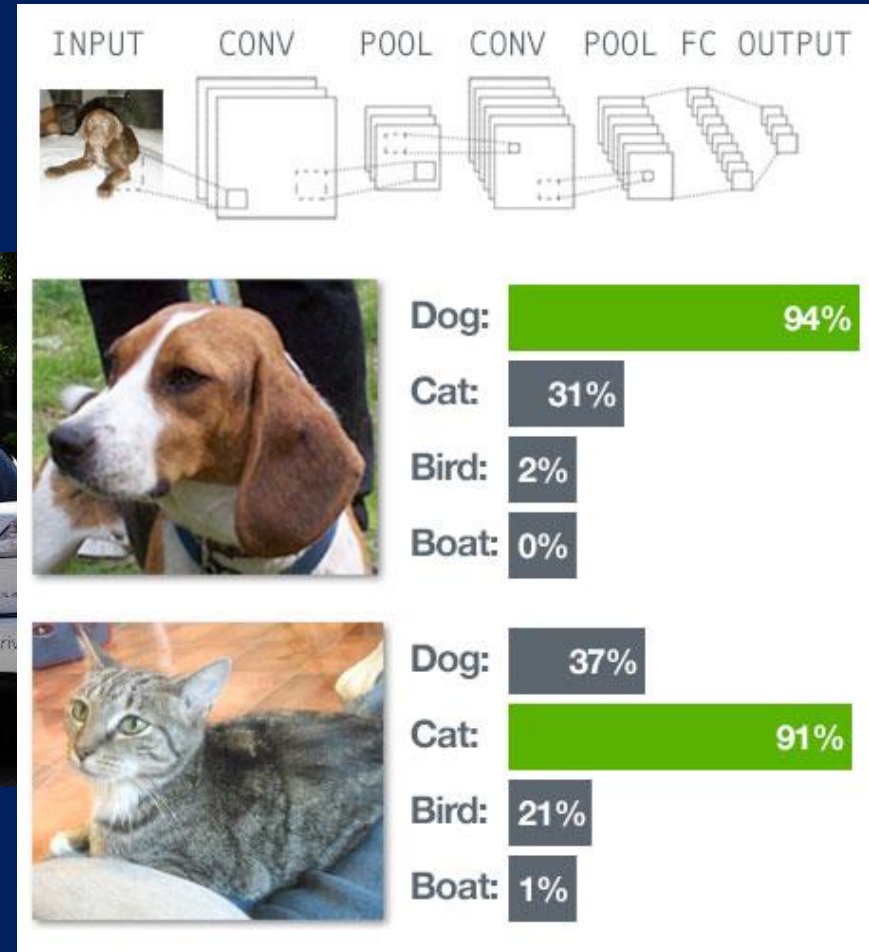 INPUT CONV POOL CONV POOL FC OUTPUT
Dog: 94%
Cat: 31%
Bird: 2%
Boat: 0%
Dog: 37%
Cat: 91%
Bird: 21%
Boat: 1%